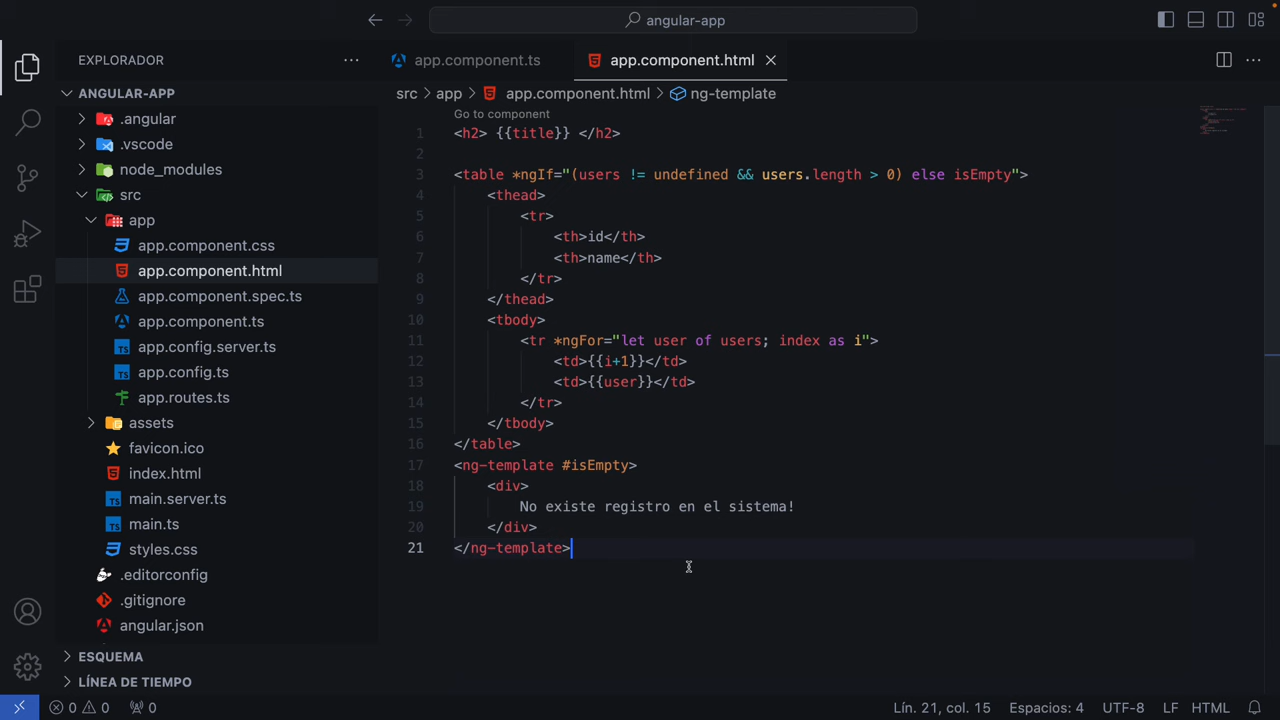 angular-app
EXPLORADOR
app.component.ts
app.component.html
ANGULAR-APP
src
app
app.component.html
ng-template
.angular
.vscode
node_modules
src
app
app.component.css
app.component.html
app.component.spec.ts
app.component.ts
app.config.server.ts
app.config.ts
app.routes.ts
assets
favicon.ico
index.html
main.server.ts
main.ts
styles.css
.editorconfig
.gitignore
angular.json
ESQUEMA
LÍNEA DE TIEMPO
Go to component
1 <h2> {{title}} </h2>
2
3 <table *ngIf="(users != undefined && users.length > 0) else isEmpty">
4     <thead>
5         <tr>
6             <th>id</th>
7             <th>name</th>
8         </tr>
9     </thead>
10     <tbody>
11         <tr *ngFor="let user of users; index as i">
12             <td>{{i+1}}</td>
13             <td>{{user}}</td>
14         </tr>
15     </tbody>
16 </table>
17 <ng-template #isEmpty>
18     <div>
19         No existe registro en el sistema!
20     </div>
21 </ng-template>
0 0 0
Lín. 21, col. 15
Espacios: 4
UTF-8
LF
HTML